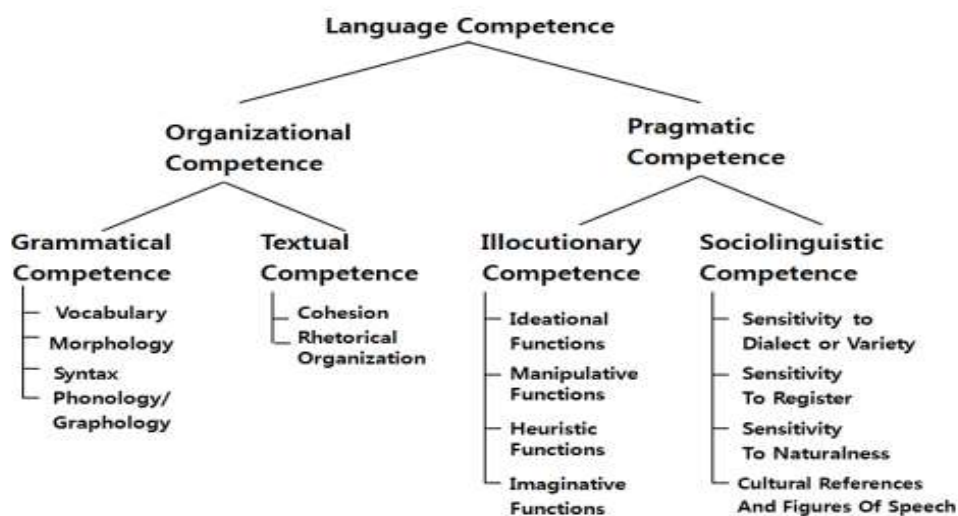 Language Competence
Organizational
Competence
Pragmatic
Competence
Grammatical
Competence
Vocabulary
Morphology
Syntax
Phonology/
Graphology
Textual
Competence
Cohesion
Rhetorical
Organization
Illocutionary
Competence
Ideational
Functions
Manipulative
Functions
Heuristic
Functions
Imaginative
Functions
Sociolinguistic
Competence
Sensitivity to
Dialect or Variety
Sensitivity
To Register
Sensitivity
To Naturalness
Cultural References
And Figures Of Speech